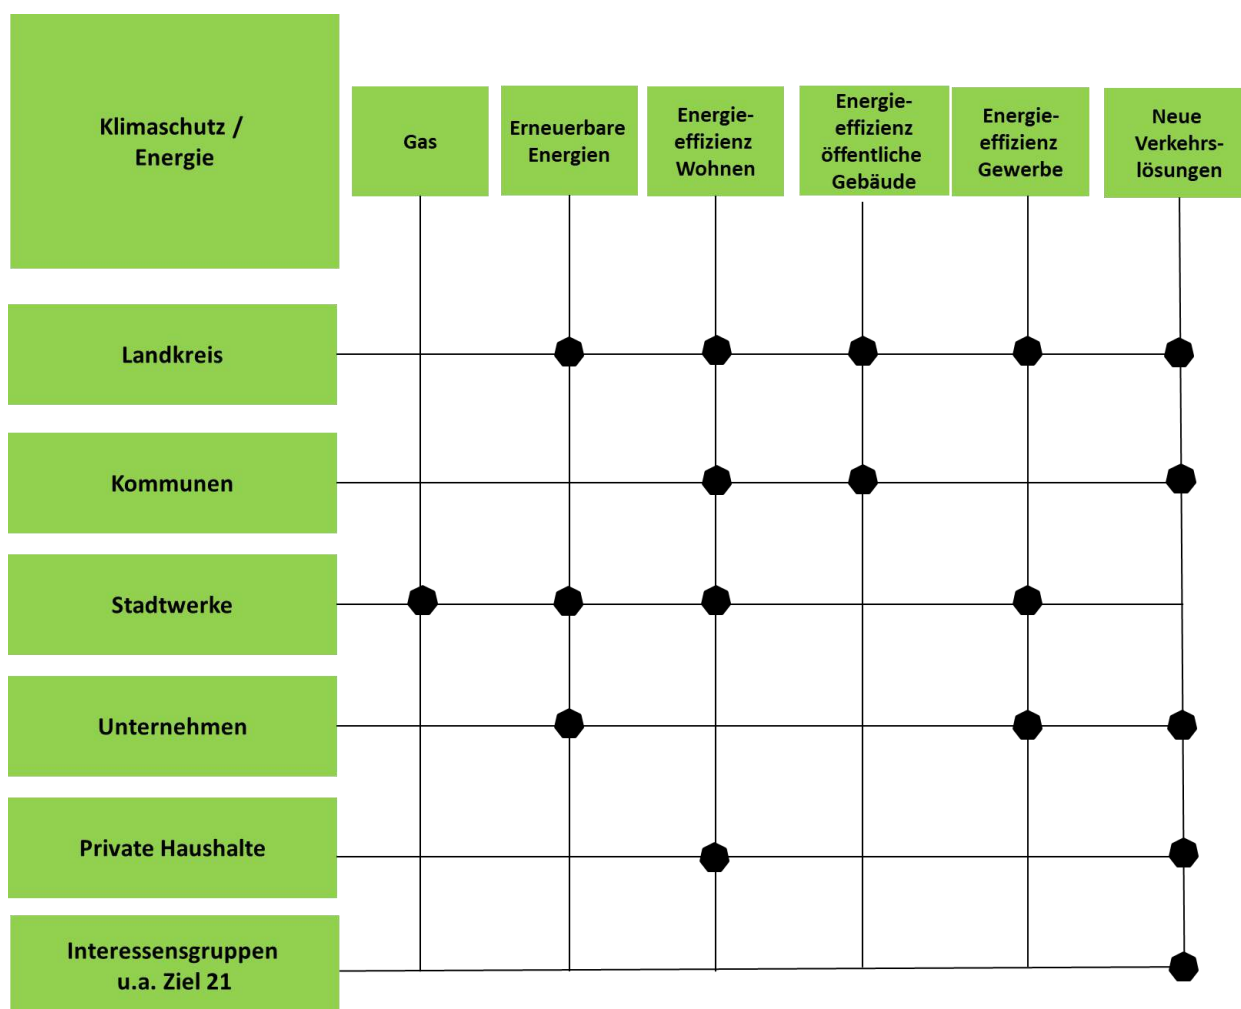 Klimaschutz /
Energie
Gas
Erneuerbare
Energien
Energie-
effizienz
Wohnen
Energie-
effizienz
öffentliche
Gebäude
Energie-
effizienz
Gewerbe
Neue
Verkehrs-
lösungen
Landkreis
Kommunen
Stadtwerke
Unternehmen
Private Haushalte
Interessensgruppen
u.a. Ziel 21